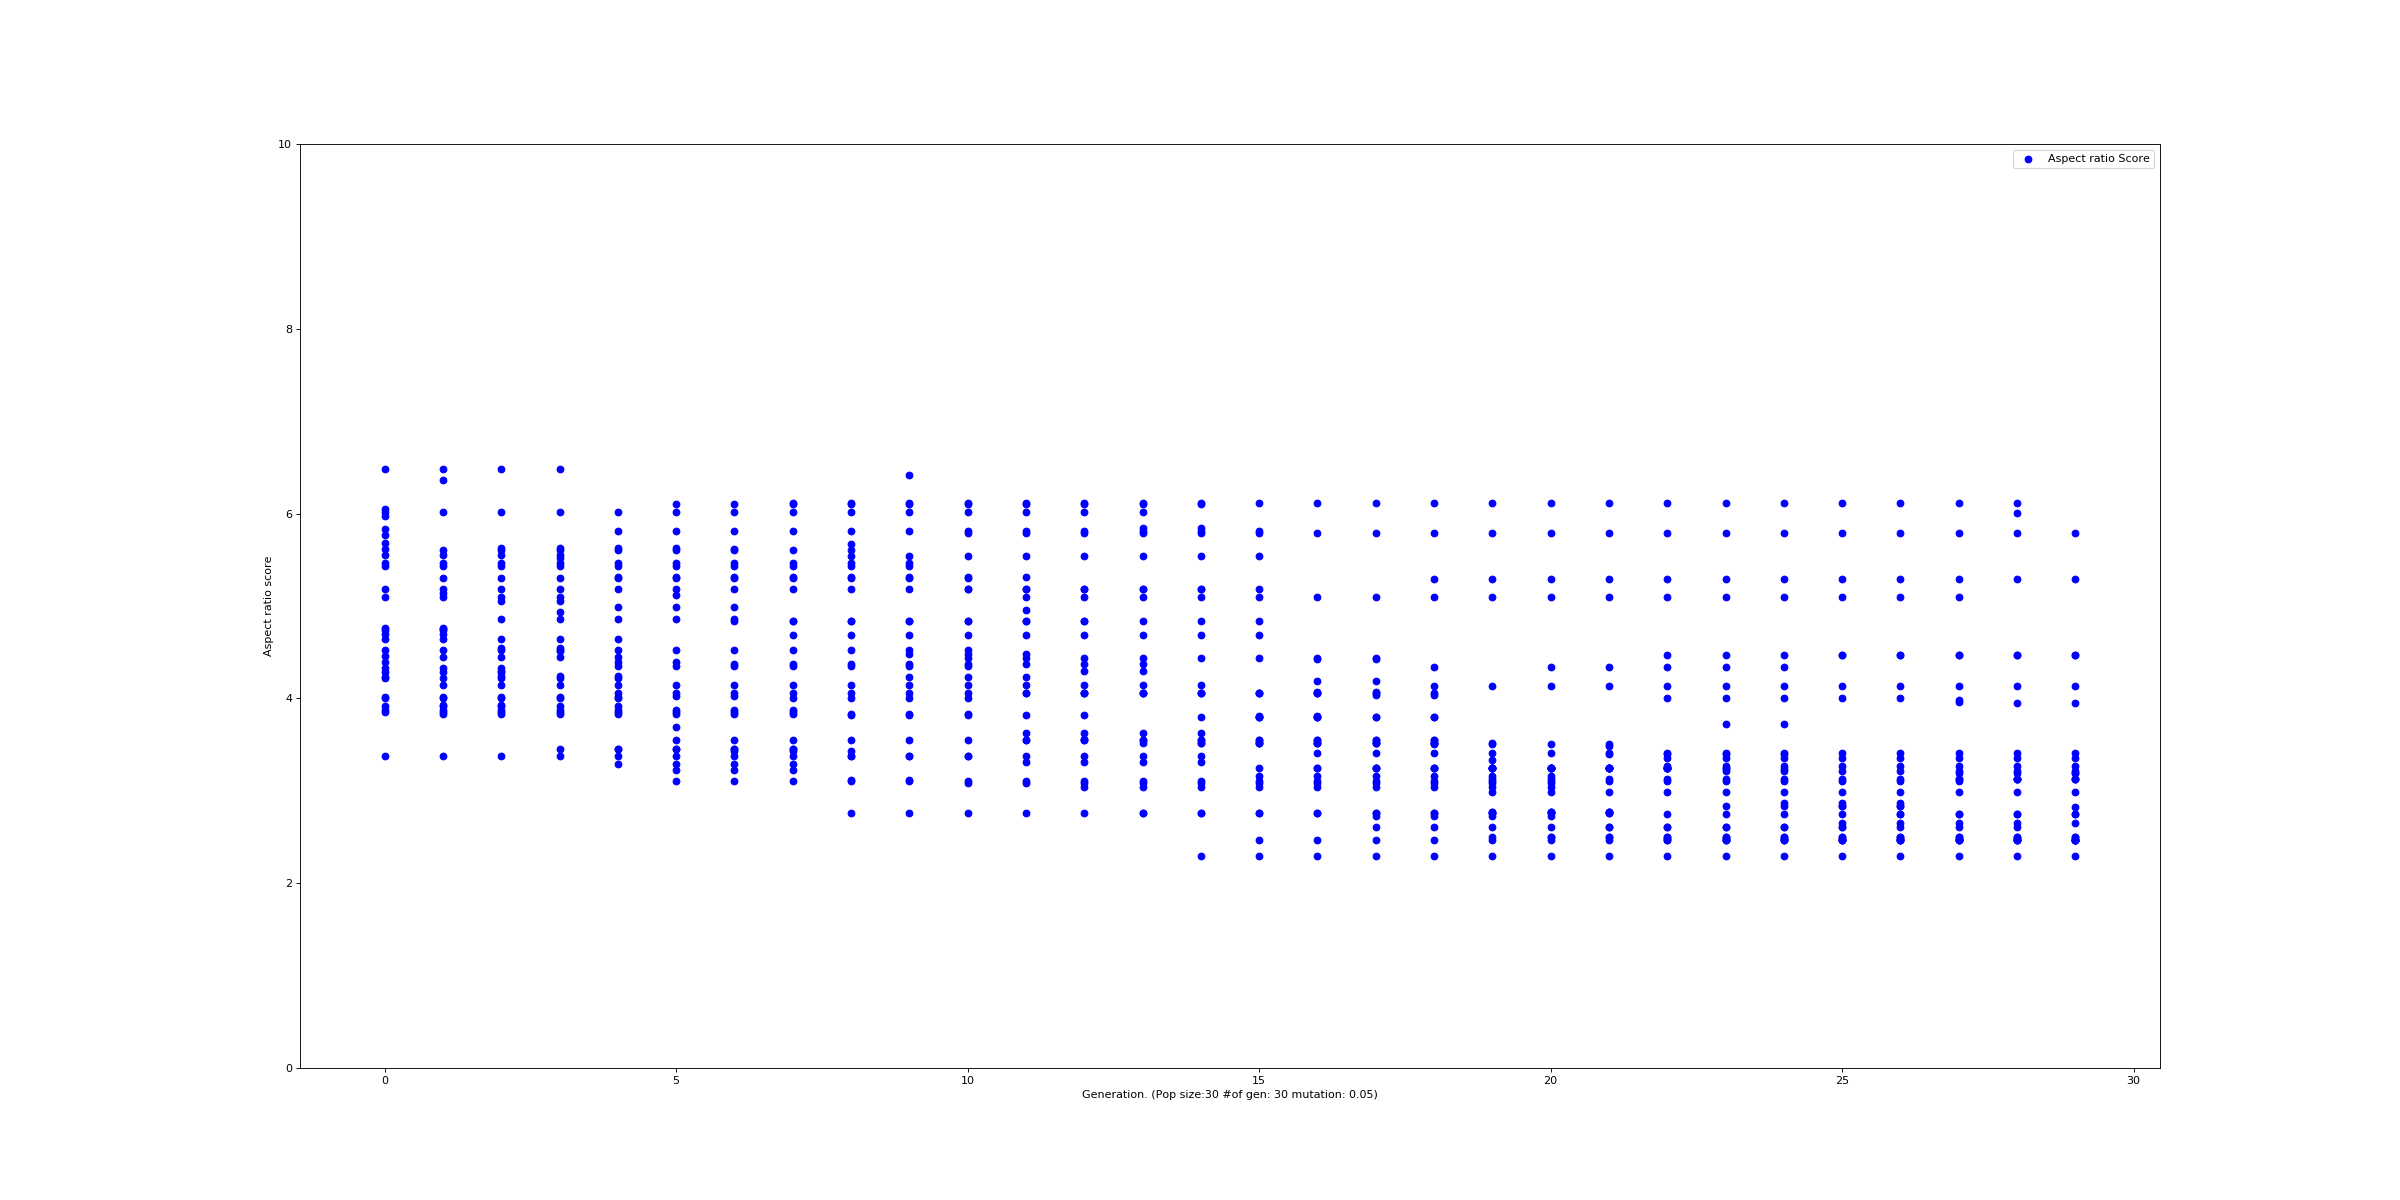 10
Aspect ratio Score
8
6
Aspect ratio score
4
2
0
0 5 10 15 20 25 30
Generation. (Pop size:30 #of gen: 30 mutation: 0.05)